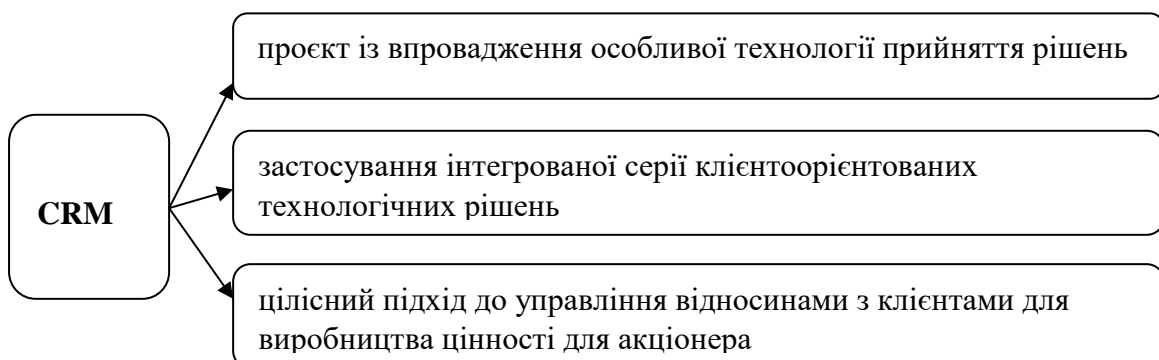 проєкт із впровадження особливої технології прийняття рішень
застосування інтегрованої серії клієнтоорієнтованих
технологічних рішень
CRM
цілісний підхід до управління відносинами з клієнтами для
виробництва цінності для акціонера